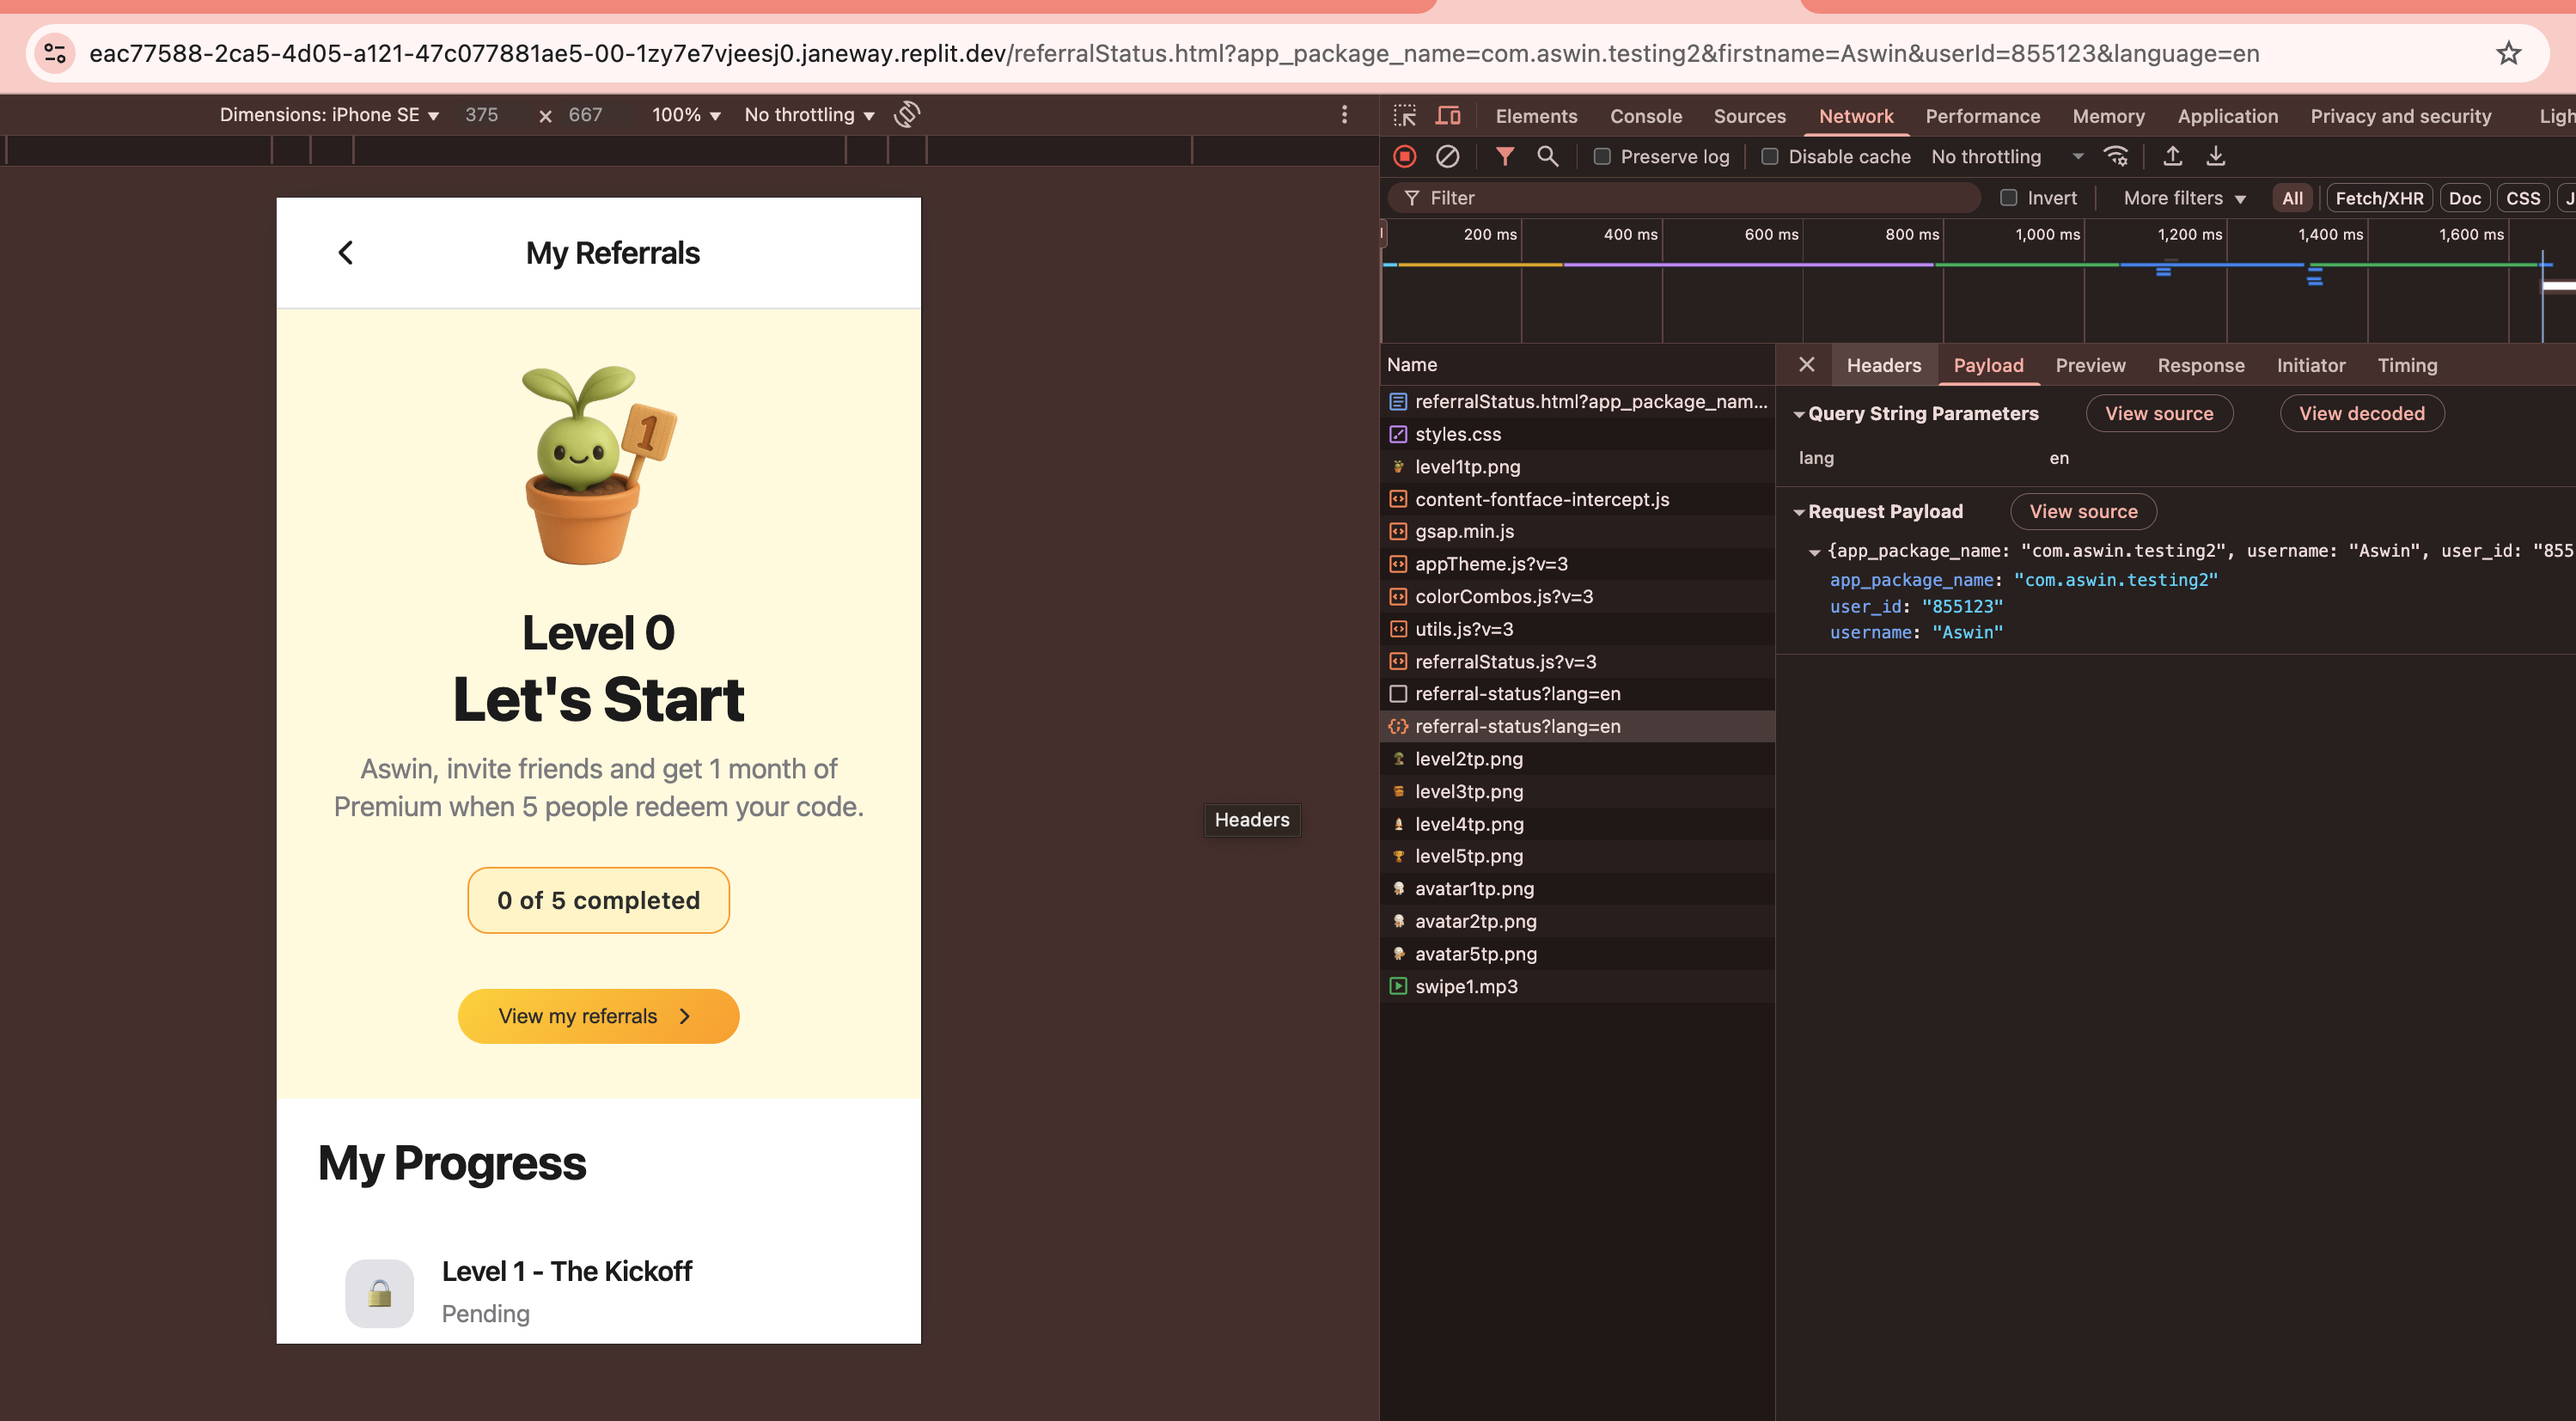 eac77588-2ca5-4d05-a121-47c077881ae5-00-1zy7e7vjeesj0.janeway.replit.dev/referralStatus.html?app_package_name=com.aswin.testing2&firstname=Aswin&userId=855123&language=en
Dimensions: iPhone SE 375 × 667 100% No throttling
Elements Console Sources Network Performance Memory Application Privacy and security Ligh
Preserve log Disable cache No throttling
Filter Invert More filters All Fetch/XHR Doc CSS J
200 ms 400 ms 600 ms 800 ms 1,000 ms 1,200 ms 1,400 ms 1,600 ms
My Referrals
1
Level 0
Let's Start
Aswin, invite friends and get 1 month of
Premium when 5 people redeem your code.
0 of 5 completed
View my referrals
My Progress
Level 1 - The Kickoff
Pending
Headers
Name
referralStatus.html?app_package_nam...
styles.css
level1tp.png
content-fontface-intercept.js
gsap.min.js
appTheme.js?v=3
colorCombos.js?v=3
utils.js?v=3
referralStatus.js?v=3
referral-status?lang=en
referral-status?lang=en
level2tp.png
level3tp.png
level4tp.png
level5tp.png
avatar1tp.png
avatar2tp.png
avatar5tp.png
swipe1.mp3
Headers Payload Preview Response Initiator Timing
Query String Parameters View source View decoded
lang en
Request Payload View source
{app_package_name: "com.aswin.testing2", username: "Aswin", user_id: "855
app_package_name: "com.aswin.testing2"
user_id: "855123"
username: "Aswin"